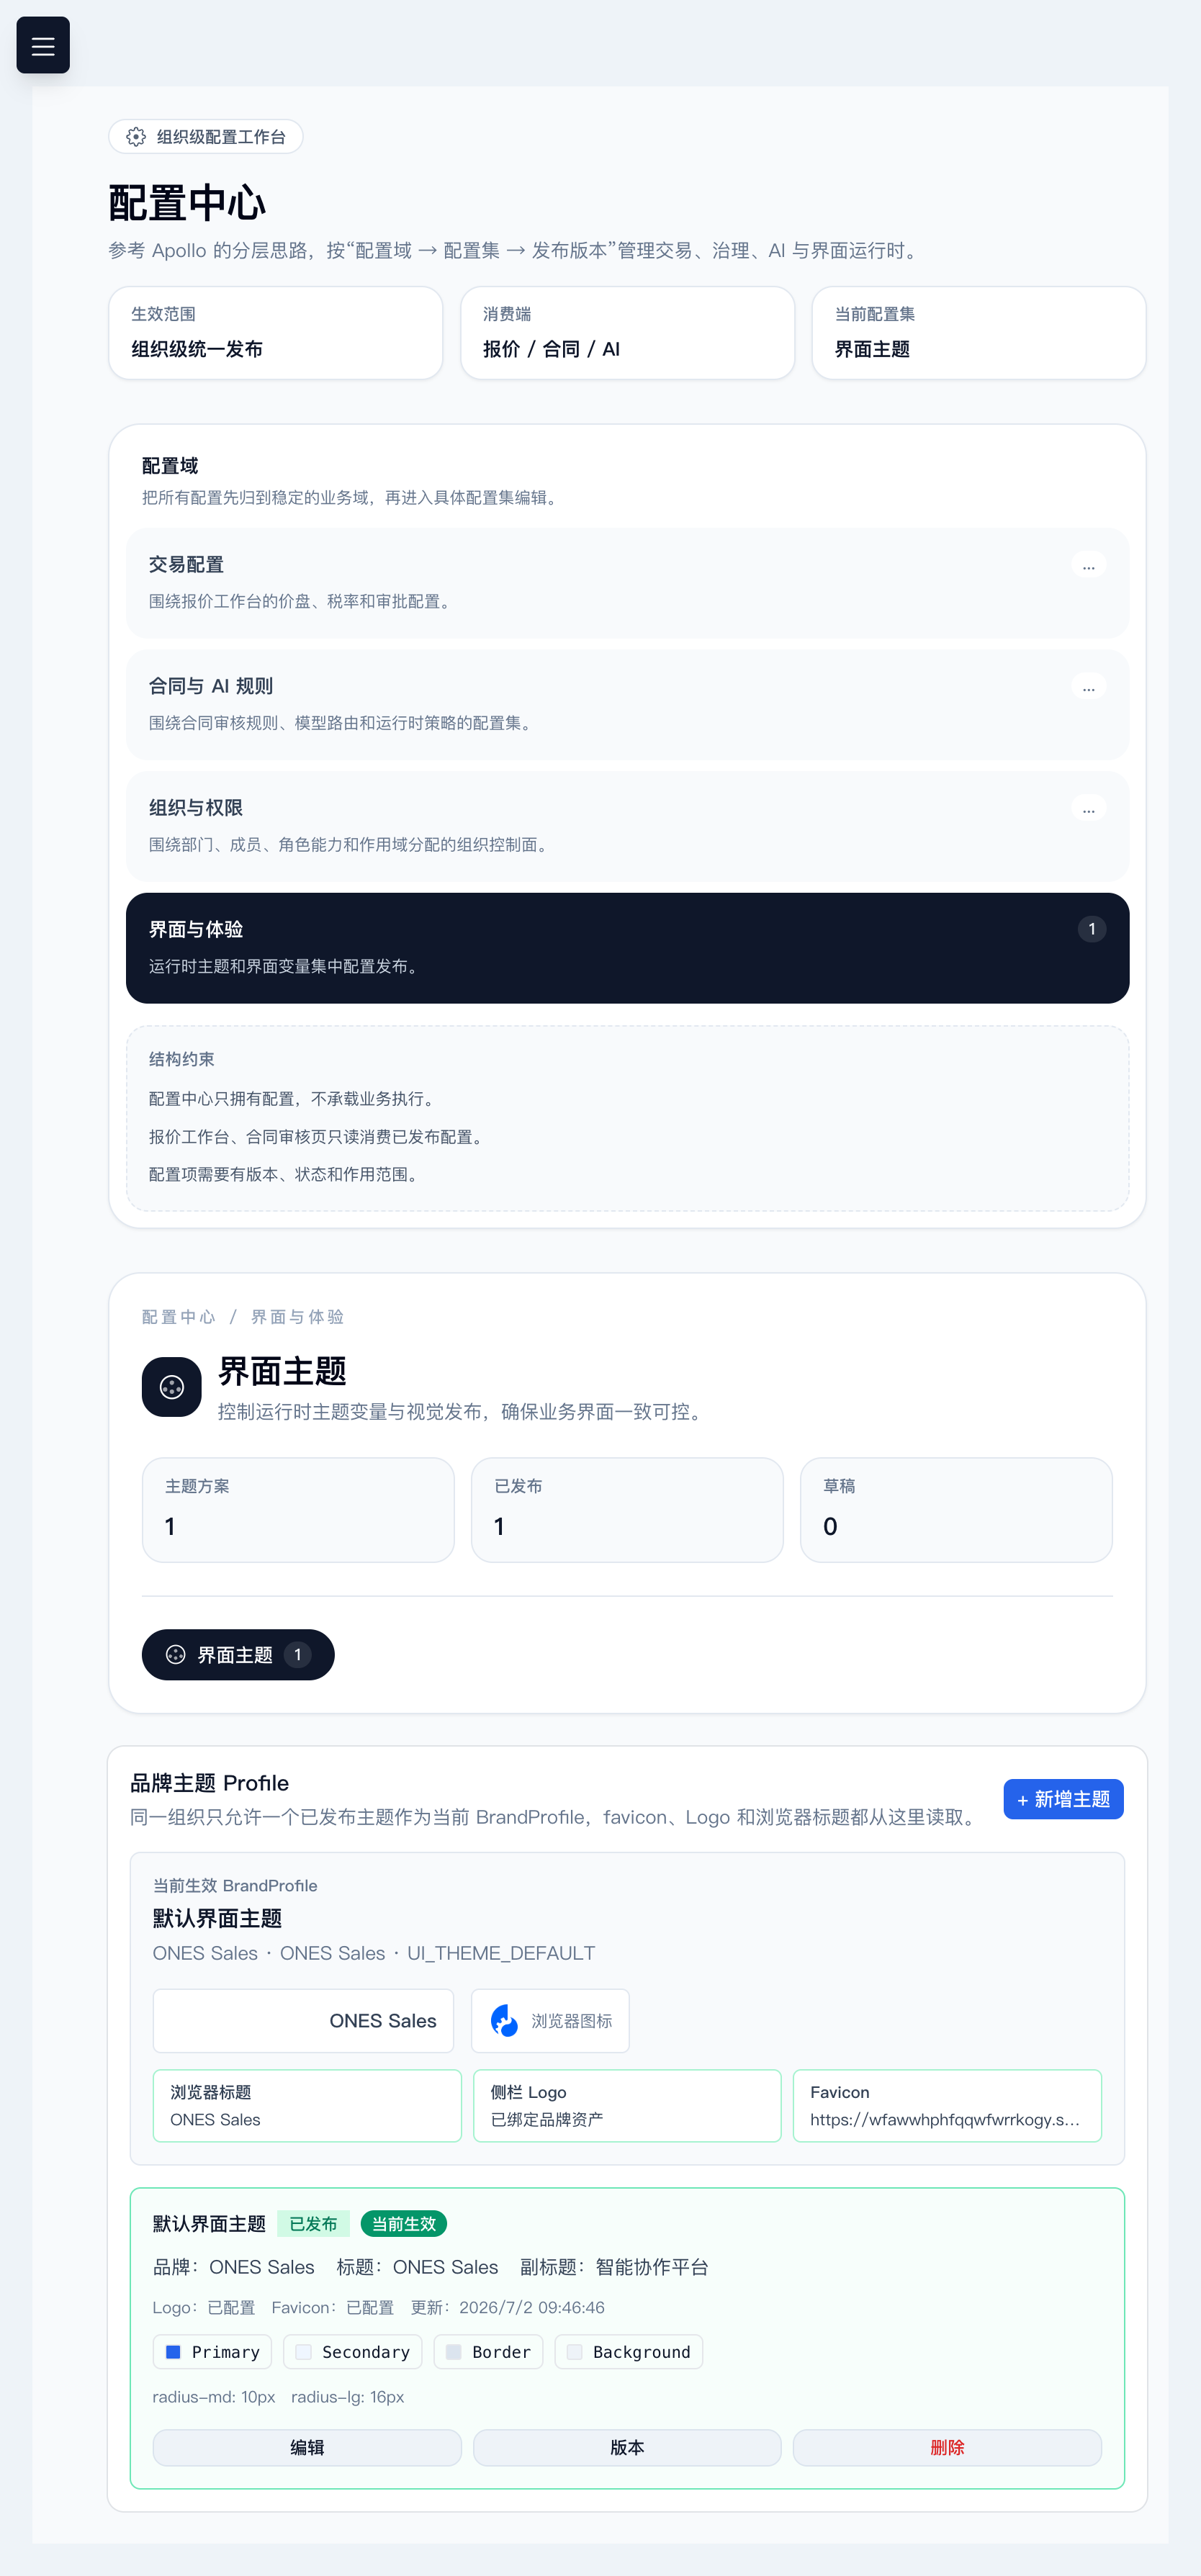 组织级配置工作台
配置中心
参考 Apollo 的分层思路，按“配置域 → 配置集 → 发布版本”管理交易、治理、AI 与界面运行时。
生效范围
组织级统一发布
消费端
报价 / 合同 / AI
当前配置集
界面主题
配置域
把所有配置先归到稳定的业务域，再进入具体配置集编辑。
交易配置
...
围绕报价工作台的价盘、税率和审批配置。
合同与 AI 规则
...
围绕合同审核规则、模型路由和运行时策略的配置集。
组织与权限
...
围绕部门、成员、角色能力和作用域分配的组织控制面。
界面与体验
1
运行时主题和界面变量集中配置发布。
结构约束
配置中心只拥有配置，不承载业务执行。
报价工作台、合同审核页只读消费已发布配置。
配置项需要有版本、状态和作用范围。
配置中心 / 界面与体验
界面主题
控制运行时主题变量与视觉发布，确保业务界面一致可控。
主题方案
1
已发布
1
草稿
0
界面主题 1
品牌主题 Profile
同一组织只允许一个已发布主题作为当前 BrandProfile，favicon、Logo 和浏览器标题都从这里读取。
+ 新增主题
当前生效 BrandProfile
默认界面主题
ONES Sales · ONES Sales · UI_THEME_DEFAULT
ONES Sales
浏览器图标
浏览器标题
ONES Sales
侧栏 Logo
已绑定品牌资产
Favicon
https://wfawwhphfqqwfwrrkogy.s...
默认界面主题 已发布 当前生效
品牌：ONES Sales 标题：ONES Sales 副标题：智能协作平台
Logo：已配置 Favicon：已配置 更新：2026/7/2 09:46:46
Primary Secondary Border Background
radius-md: 10px radius-lg: 16px
编辑 版本 删除